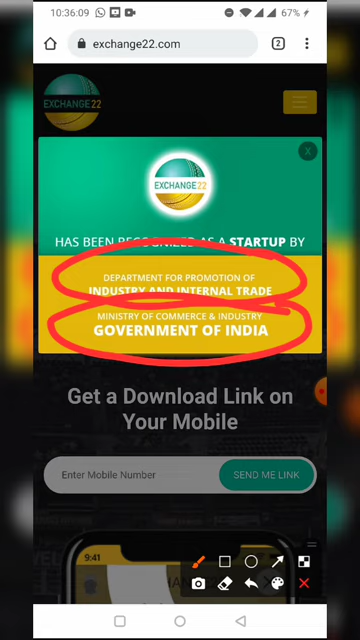 10:36:09
67%
exchange22.com
2
EXCHANGE 22
X
EXCHANGE22
HAS BEEN RECOGNIZED AS A STARTUP BY
DEPARTMENT FOR PROMOTION OF
INDUSTRY AND INTERNAL TRADE
MINISTRY OF COMMERCE & INDUSTRY
GOVERNMENT OF INDIA
Get a Download Link on
Your Mobile
Enter Mobile Number
SEND ME LINK
9:41